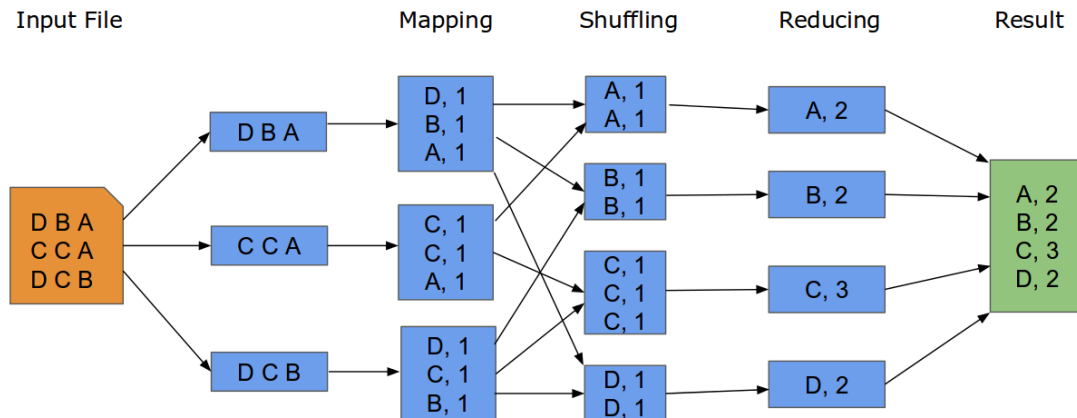 Input File
Mapping
Shuffling
Reducing
Result
D B A
C C A
D C B
D B A
C C A
D C B
D, 1
B, 1
A, 1
C, 1
C, 1
A, 1
D, 1
C, 1
B, 1
A, 1
A, 1
B, 1
B, 1
C, 1
C, 1
C, 1
D, 1
D, 1
A, 2
B, 2
C, 3
D, 2
A, 2
B, 2
C, 3
D, 2